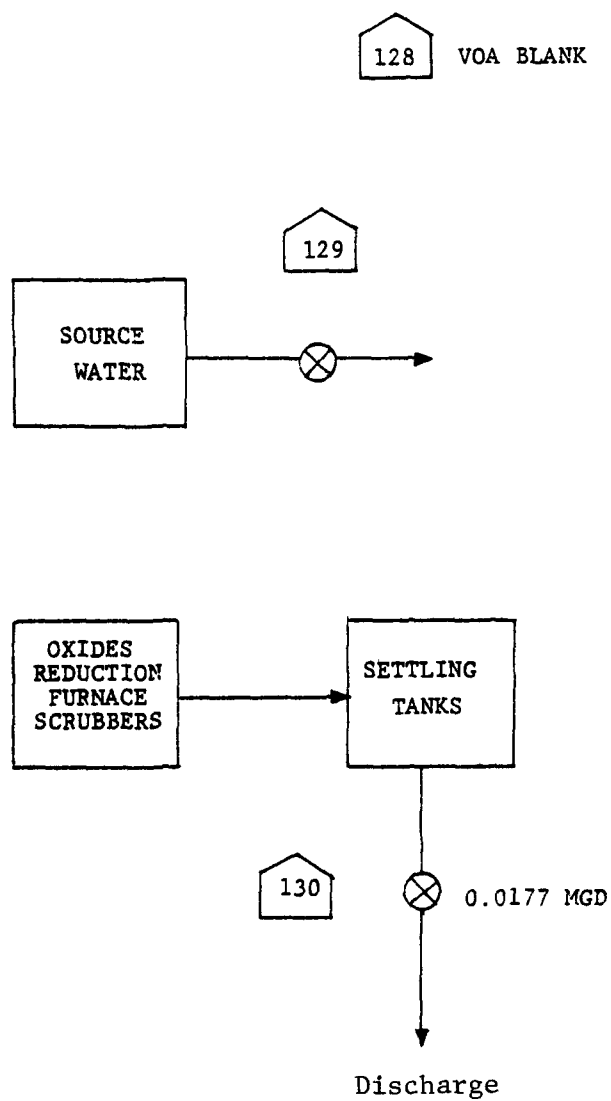 128 VOA BLANK
129
SOURCE
WATER
OXIDES
REDUCTION
FURNACE
SCRUBBERS
SETTLING
TANKS
130
0.0177 MGD
Discharge